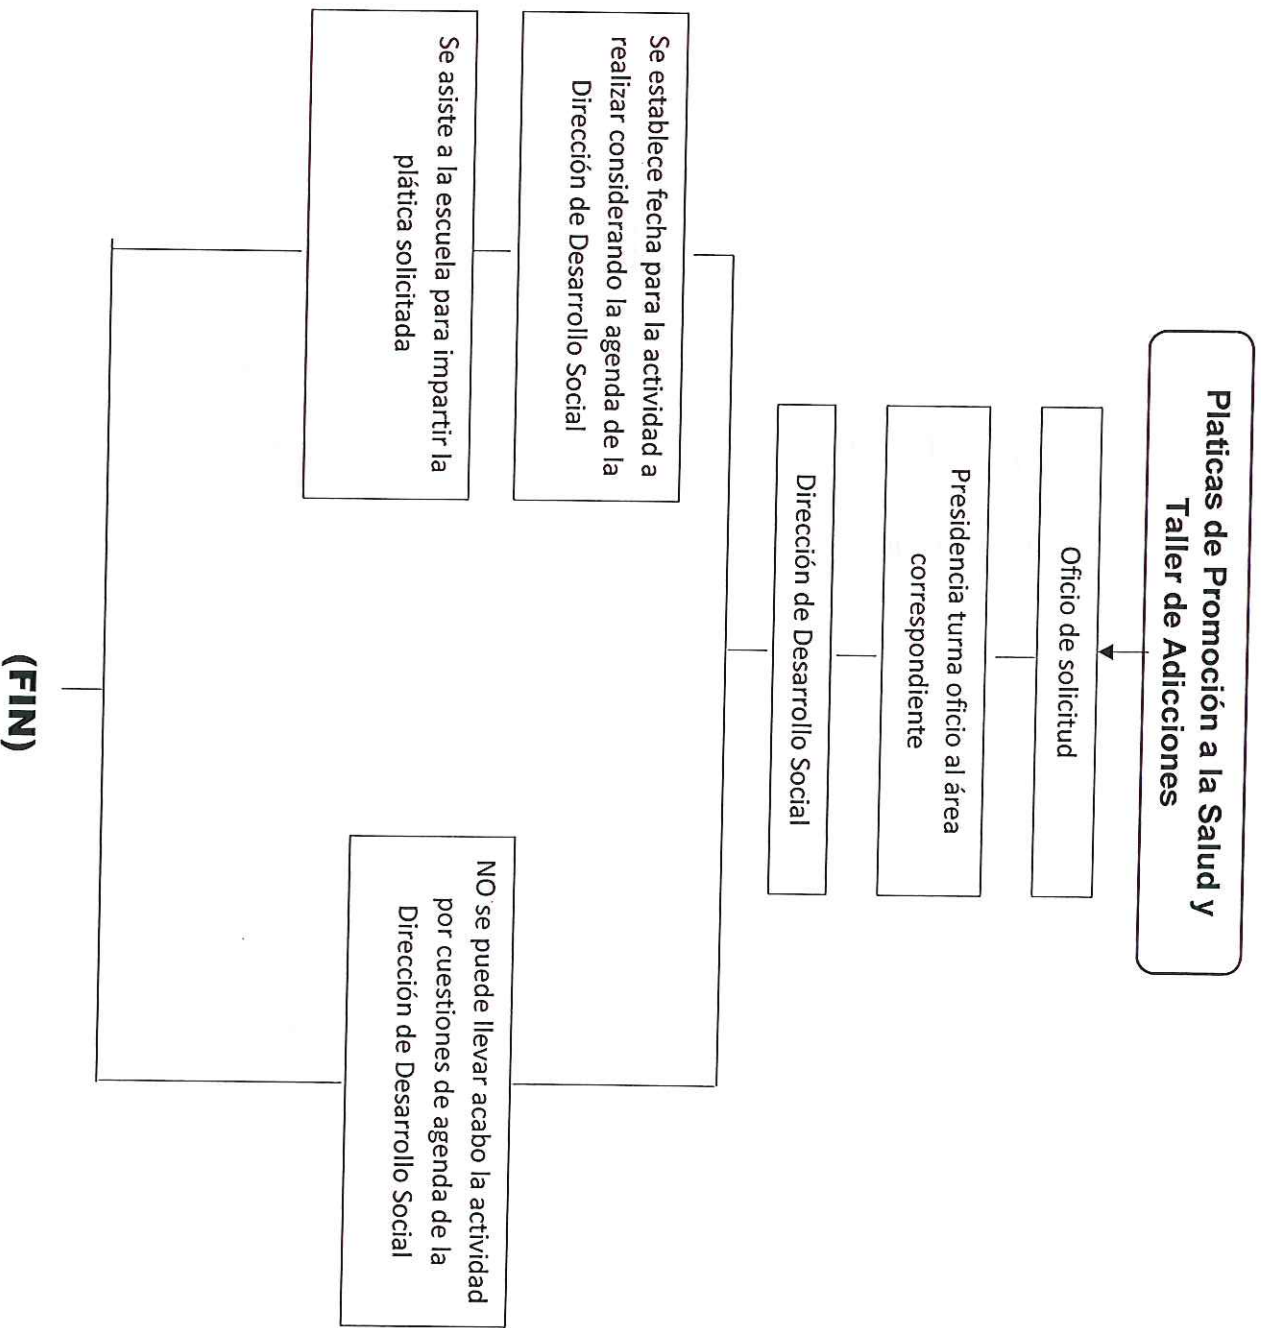 Platicas de Promoción a la Salud y
Taller de Adicciones
Oficio de solicitud
Presidencia turna oficio al área
correspondiente
Dirección de Desarrollo Social
Se establece fecha para la actividad a
realizar considerando la agenda de la
Dirección de Desarrollo Social
Se asiste a la escuela para impartir la
plática solicitada
NO se puede llevar acabo la actividad
por cuestiones de agenda de la
Dirección de Desarrollo Social
(FIN)